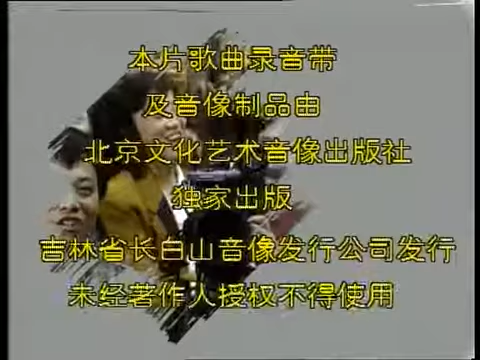 本片歌曲录音带
及音像制品由
北京文化艺术音像出版社
独家出版
吉林省长白山音像发行公司发行
未经著作人授权不得使用